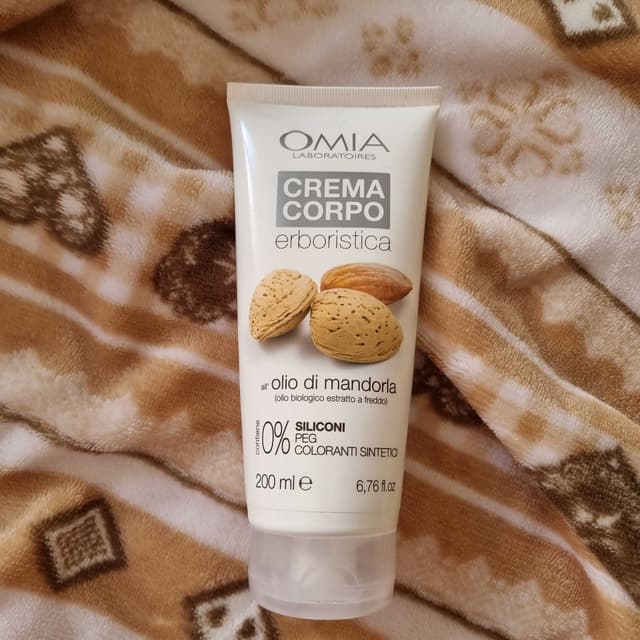 OMIA
LABORATOIRES
CREMA
CORPO
erboristica
all'olio di mandorla
(olio biologico estratto a freddo)
contiene 0% SILICONI
PEG
COLORANTI SINTETICI
200 ml ℮ 6,76 fl.oz